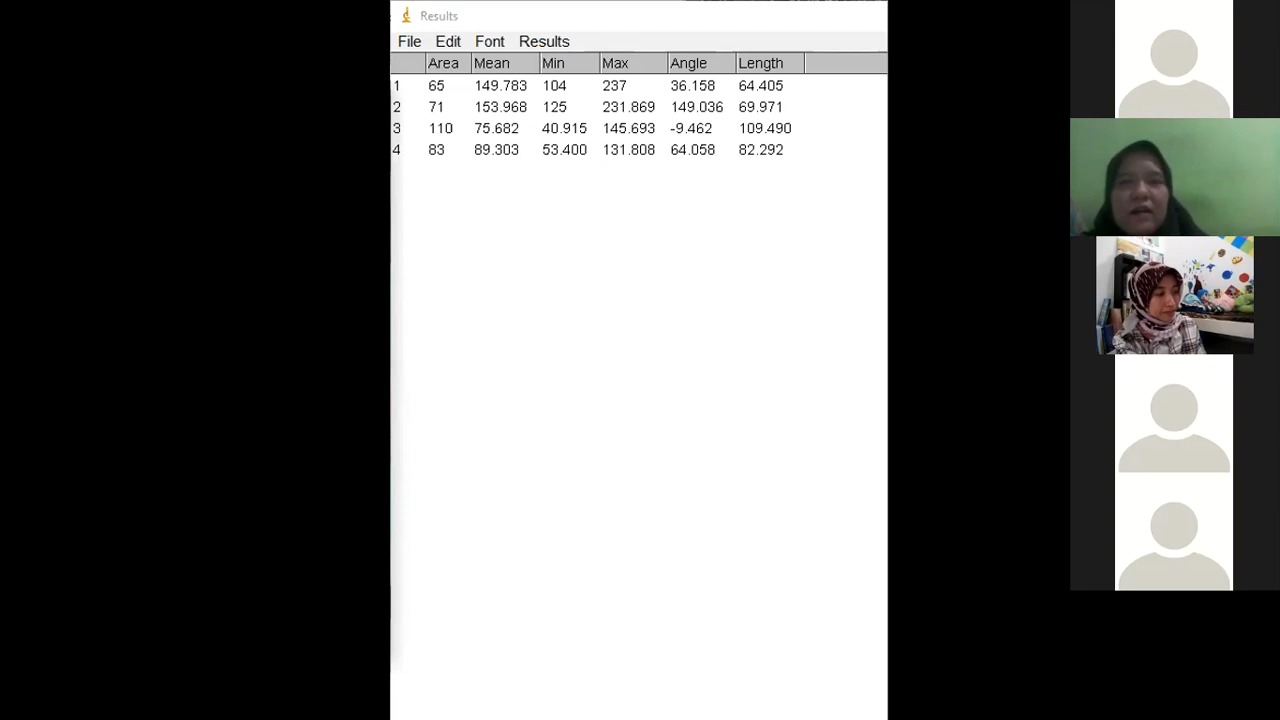 Results
File Edit Font Results
Area Mean Min Max Angle Length
1 65 149.783 104 237 36.158 64.405
2 71 153.968 125 231.869 149.036 69.971
3 110 75.682 40.915 145.693 -9.462 109.490
4 83 89.303 53.400 131.808 64.058 82.292